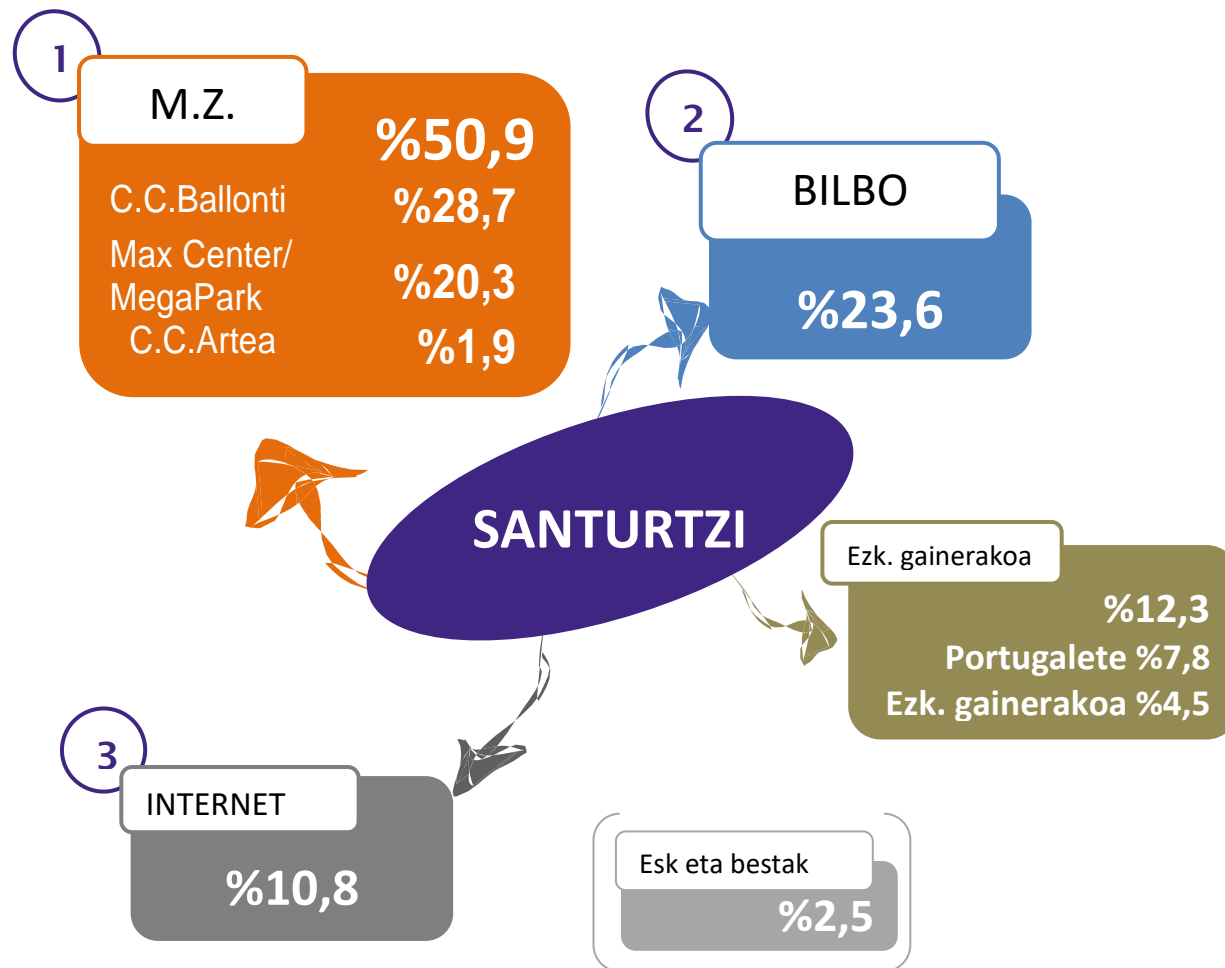 1
M.Z.
%50,9
C.C.Ballonti %28,7
Max Center/
MegaPark %20,3
C.C.Artea %1,9
2
BILBO
%23,6
SANTURTZI
Ezk. gainerakoa
%12,3
Portugalete %7,8
Ezk. gainerakoa %4,5
3
INTERNET
%10,8
Esk eta bestak
%2,5